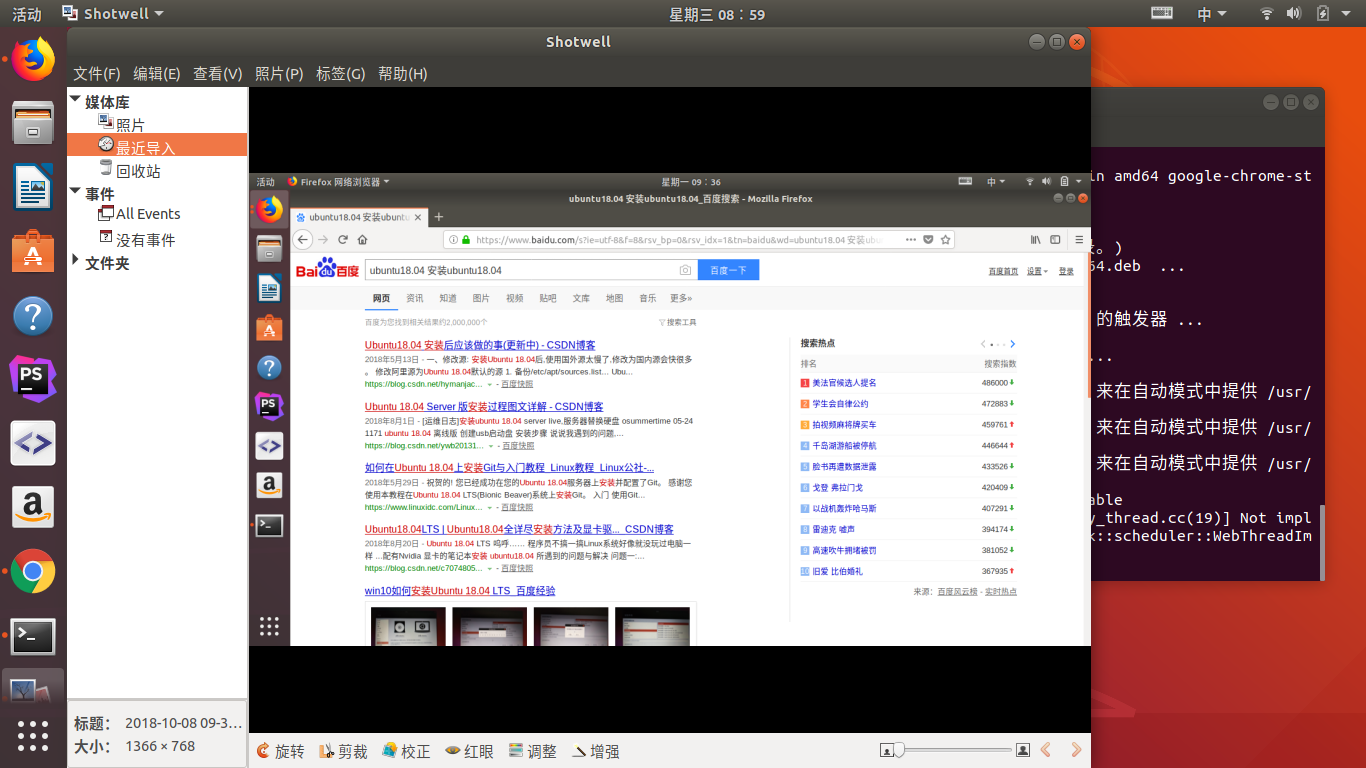 活动 Shotwell 星期三 08：59 中
Shotwell
文件(F) 编辑(E) 查看(V) 照片(P) 标签(G) 帮助(H)
媒体库
照片
最近导入
回收站
事件
All Events
没有事件
文件夹
标题： 2018-10-08 09-3…
大小： 1366 × 768
活动 Firefox 网络浏览器 星期一 09：36 中
ubuntu18.04 安装ubuntu18.04_百度搜索 - Mozilla Firefox
ubuntu18.04 安装ubuntu
https://www.baidu.com/s?ie=utf-8&f=8&rsv_bp=0&rsv_idx=1&tn=baidu&wd=ubuntu18.04 安装ubu
Bai du 百度 ubuntu18.04 安装ubuntu18.04 百度一下 百度首页 设置 登录
网页 资讯 知道 图片 视频 贴吧 文库 地图 音乐 更多»
百度为您找到相关结果约2,000,000个 搜索工具
Ubuntu18.04 安装后应该做的事(更新中) - CSDN博客
2018年5月13日 - 一、修改源: 安装Ubuntu 18.04后,使用国外源太慢了,修改为国内源会快很多
。 修改阿里源为Ubuntu 18.04默认的源 1. 备份/etc/apt/sources.list... Ubu...
https://blog.csdn.net/hymanjac... - 百度快照
Ubuntu 18.04 Server 版安装过程图文详解 - CSDN博客
2018年8月1日 - [运维日志]安装ubuntu 18.04 server live,服务器替换硬盘 osummertime 05-24
1171 ubuntu 18.04 离线版 创建usb启动盘 安装步骤 说说我遇到的问题....
https://blog.csdn.net/ywb20131... - 百度快照
如何在Ubuntu 18.04上安装Git与入门教程_Linux教程_Linux公社-...
2018年5月29日 - 祝贺的! 您已经成功在您的Ubuntu 18.04服务器上安装并配置了Git。 感谢您
使用本教程在Ubuntu 18.04 LTS(Bionic Beaver)系统上安装Git。 入门 使用Git...
https://www.linuxidc.com/Linux... - 百度快照
Ubuntu18.04LTS | Ubuntu18.04全详尽安装方法及显卡驱..._CSDN博客
2018年8月20日 - Ubuntu 18.04 LTS 呜呼…… 程序员不搞一搞Linux系统好像就没玩过电脑一
样 ...配有Nvidia 显卡的笔记本安装 ubuntu18.04 所遇到的问题与解决 问题一:...
https://blog.csdn.net/c7074805... - 百度快照
win10如何安装Ubuntu 18.04 LTS_百度经验
搜索热点
排名 搜索指数
1 美法官候选人提名 486000
2 学生会自律公约 472883
3 拍视频麻将牌买车 459761
4 千岛湖游船被停航 446644
5 脸书再遭数据泄露 433526
6 戈登 弗拉门戈 420409
7 以战机轰炸哈马斯 407291
8 雷迪克 嘘声 394174
9 高速吹牛拥堵被罚 381052
10 旧爱 比伯婚礼 367935
来源：百度风云榜 - 实时热点
旋转 剪裁 校正 红眼 调整 增强
in amd64 google-chrome-st
。)
64.deb ...
的触发器 ...
...
来在自动模式中提供 /usr/
来在自动模式中提供 /usr/
来在自动模式中提供 /usr/
able
y_thread.cc(19)] Not impl
k::scheduler::WebThreadIm
PS
PS